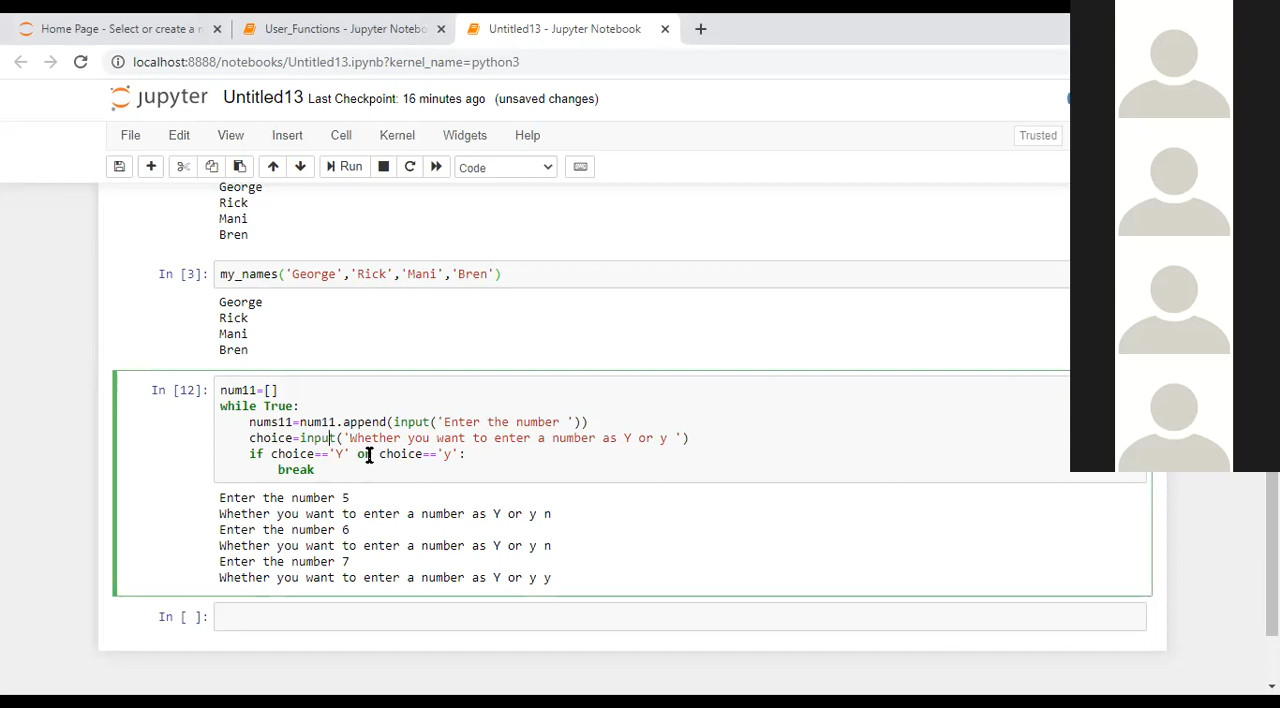 Home Page - Select or create a n
User_Functions - Jupyter Notebo
Untitled13 - Jupyter Notebook
localhost:8888/notebooks/Untitled13.ipynb?kernel_name=python3
jupyter Untitled13 Last Checkpoint: 16 minutes ago (unsaved changes)
File Edit View Insert Cell Kernel Widgets Help Trusted
Run Code
George
Rick
Mani
Bren
In [3]: my_names('George','Rick','Mani','Bren')
George
Rick
Mani
Bren
In [12]: num11=[]
while True:
nums11=num11.append(input('Enter the number '))
choice=input('Whether you want to enter a number as Y or y ')
if choice=='Y' or choice=='y':
break
Enter the number 5
Whether you want to enter a number as Y or y n
Enter the number 6
Whether you want to enter a number as Y or y n
Enter the number 7
Whether you want to enter a number as Y or y y
In [ ]: